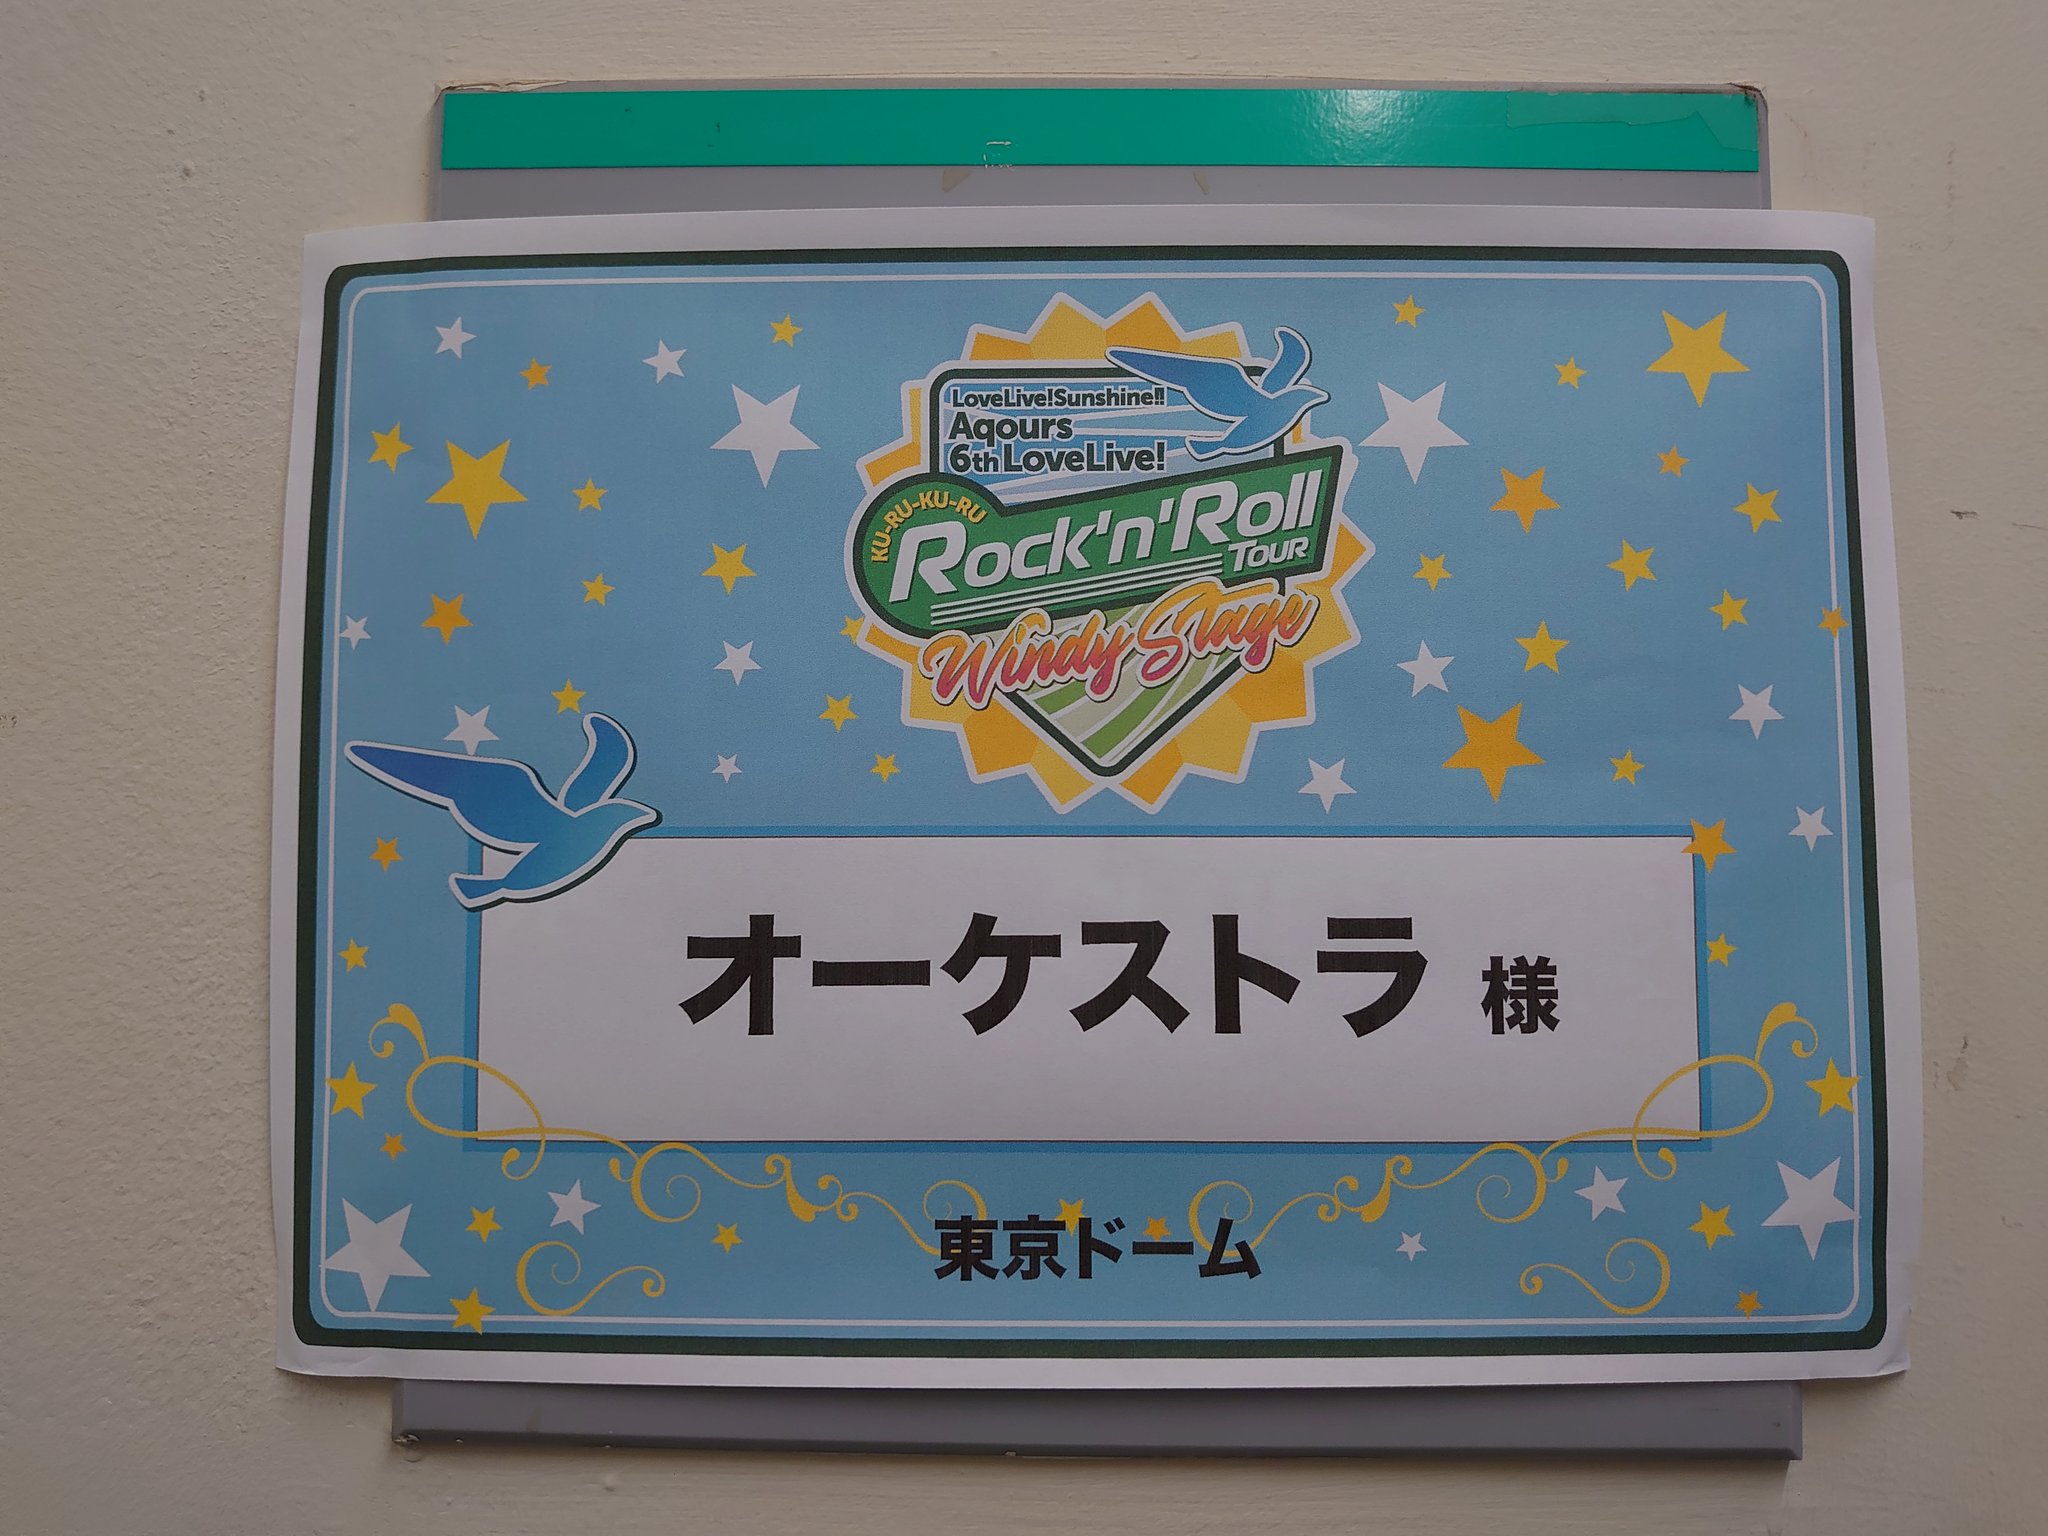 LoveLive!Sunshine!!
Aqours
6th LoveLive!
KU-RU-KU-RU
Rock'n'Roll
TOUR
Windy Stage
オーケストラ 様
東京ドーム